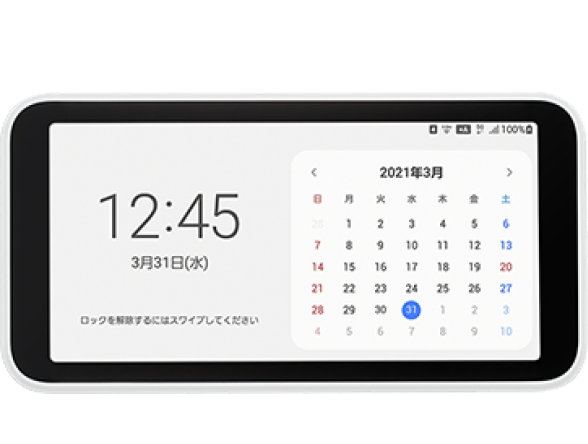 100%
12:45
3月31日(水)
ロックを解除するにはスワイプしてください
2021年3月
日 月 火 水 木 金 土
28 1 2 3 4 5 6
7 8 9 10 11 12 13
14 15 16 17 18 19 20
21 22 23 24 25 26 27
28 29 30 31 1 2 3
4 5 6 7 8 9 10